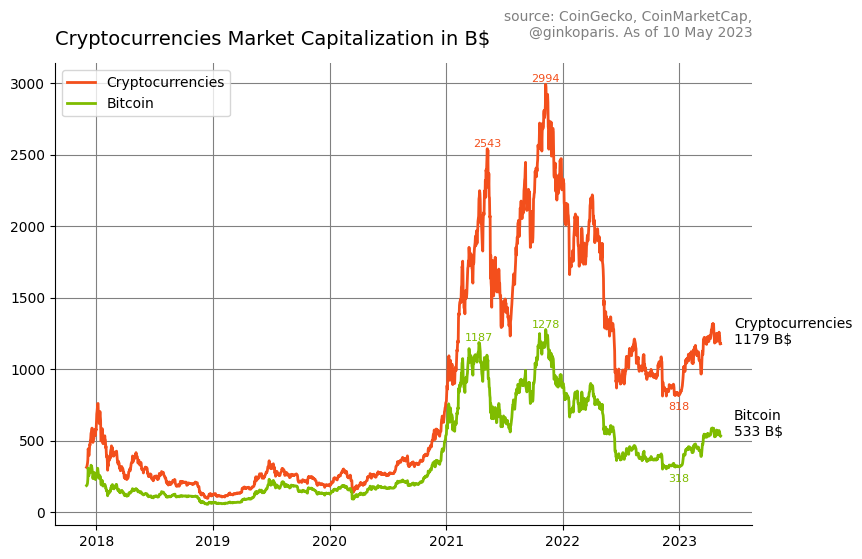 source: CoinGecko, CoinMarketCap,
@ginkoparis. As of 10 May 2023
Cryptocurrencies Market Capitalization in B$
Cryptocurrencies
Bitcoin
3000
2500
2000
1500
1000
500
0
2994
2543
1278
1187
818
318
Cryptocurrencies
1179 B$
Bitcoin
533 B$
2018
2019
2020
2021
2022
2023